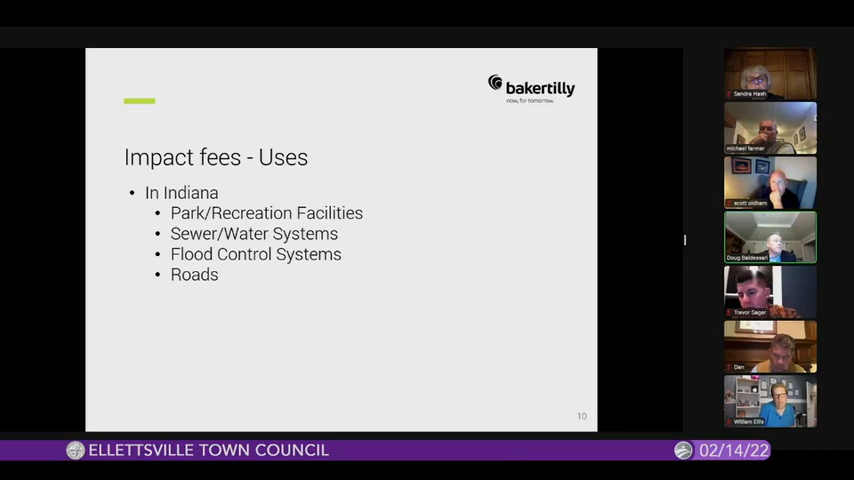 bakertilly
now, for tomorrow.
Impact fees - Uses
• In Indiana
• Park/Recreation Facilities
• Sewer/Water Systems
• Flood Control Systems
• Roads
10
Sandra Hash
michael farmer
scott oldham
Doug Baldessari
Trevor Sager
Dan
William Ellis
ELLETTSVILLE TOWN COUNCIL
02/14/22